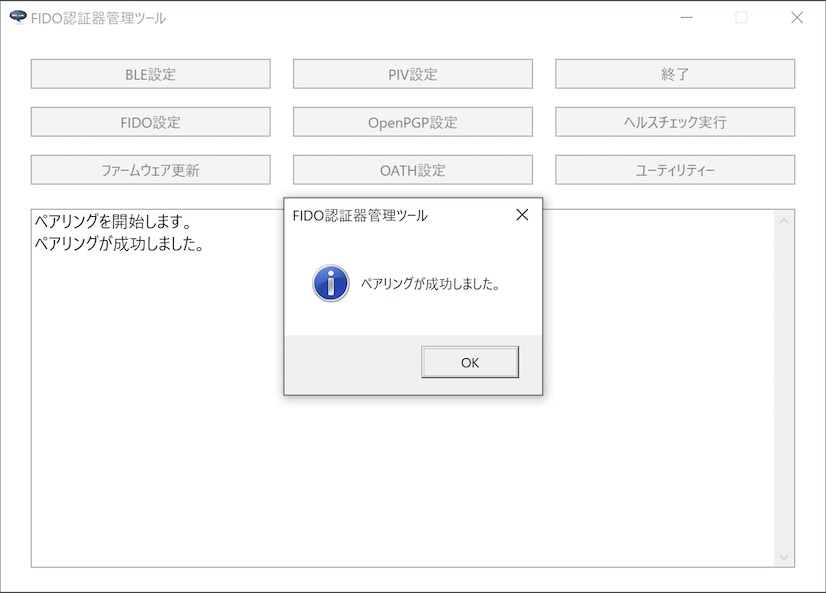 FIDO認証器管理ツール
BLE設定
PIV設定
終了
FIDO設定
OpenPGP設定
ヘルスチェック実行
ファームウェア更新
OATH設定
ユーティリティー
ペアリングを開始します。
ペアリングが成功しました。
FIDO認証器管理ツール
ペアリングが成功しました。
OK